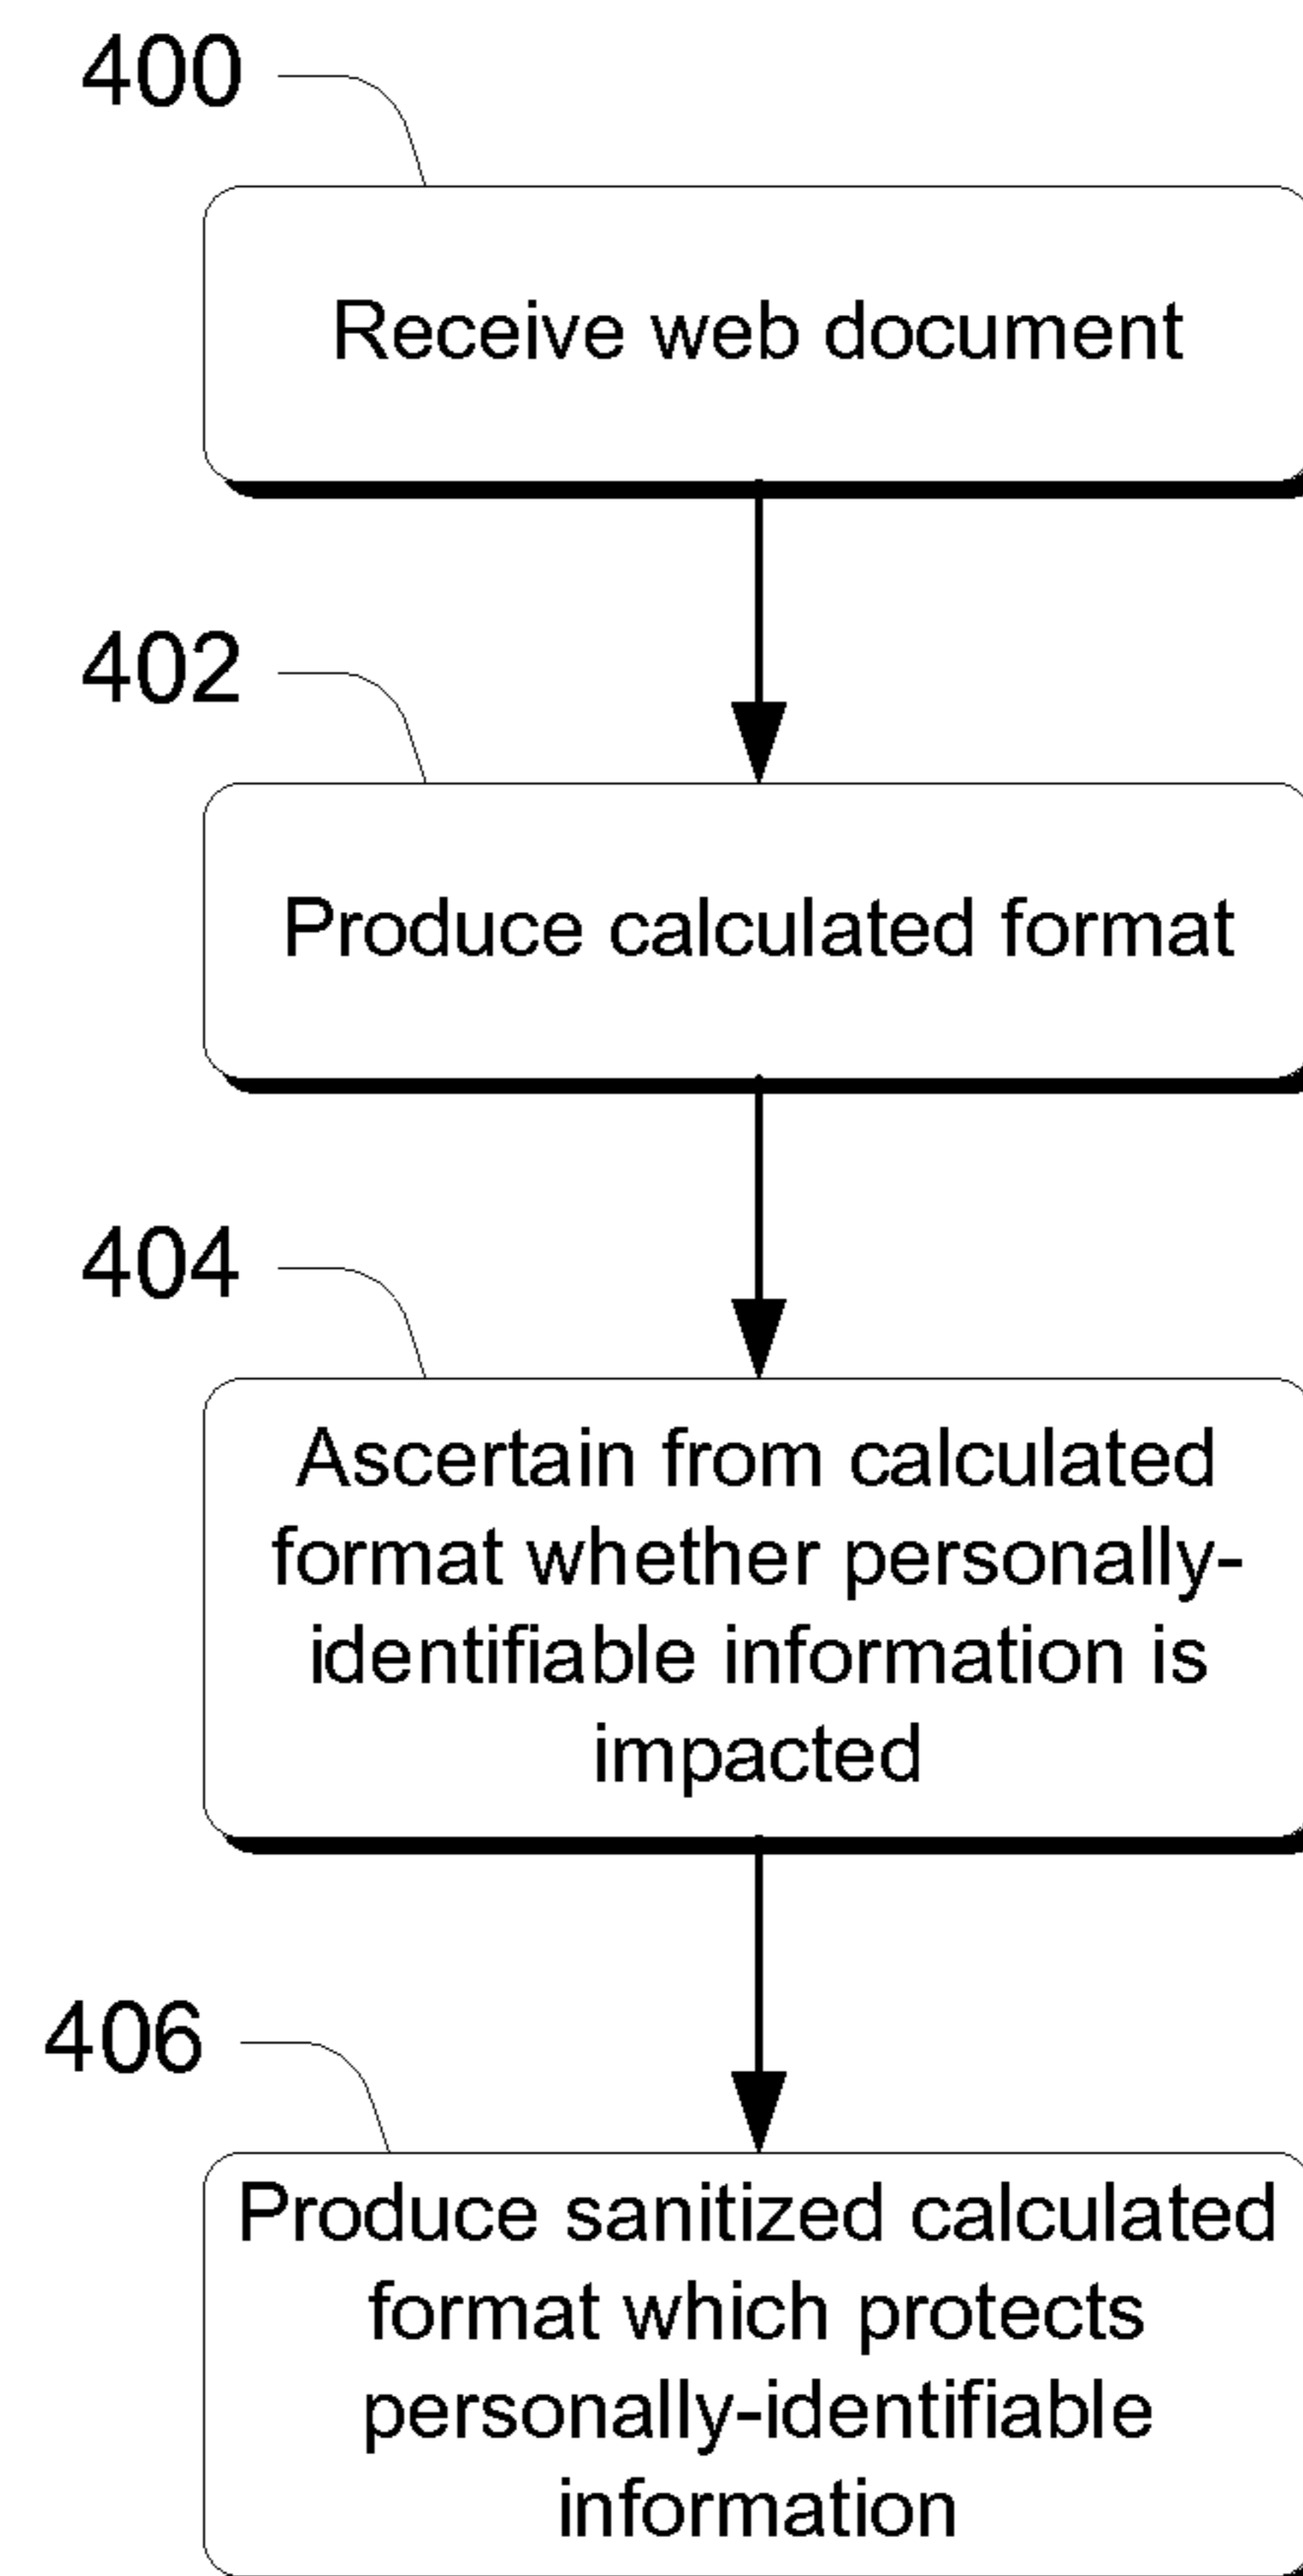 400
Receive web document
402
Produce calculated format
404
Ascertain from calculated
format whether personally-
identifiable information is
impacted
406
Produce sanitized calculated
format which protects
personally-identifiable
information